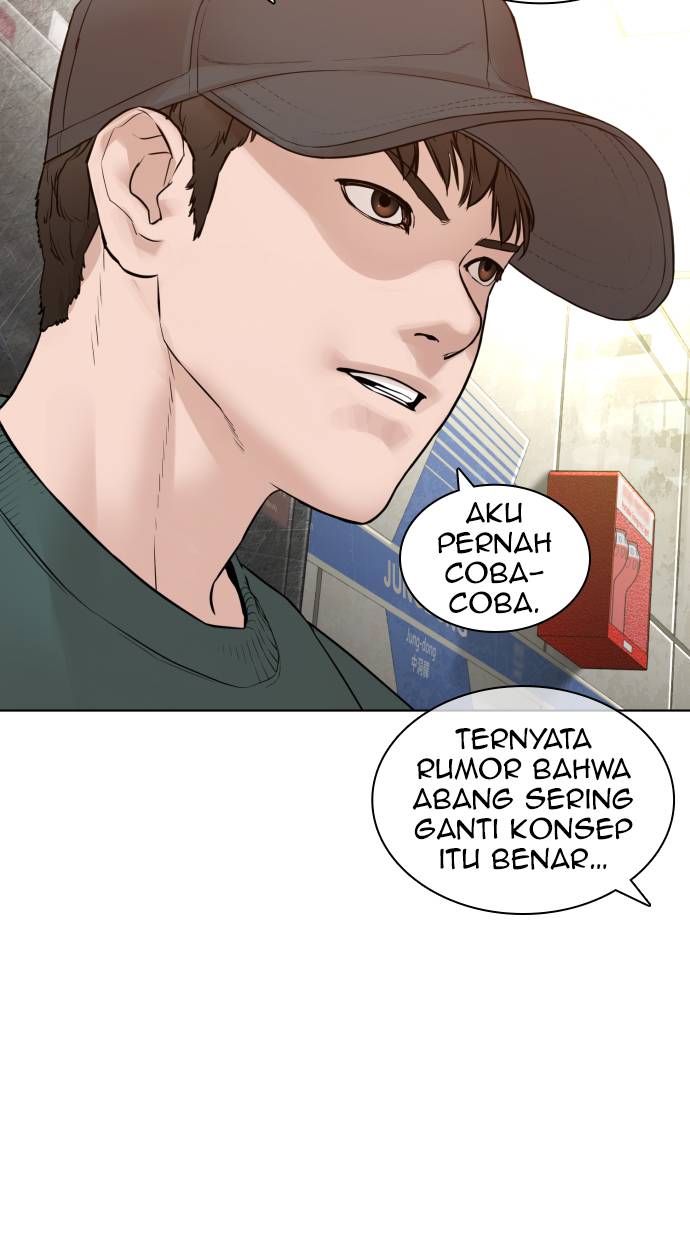 AKU
PERNAH
COBA-
COBA.
Jung-dong
TERNYATA
RUMOR BAHWA
ABANG SERING
GANTI KONSEP
ITU BENAR...